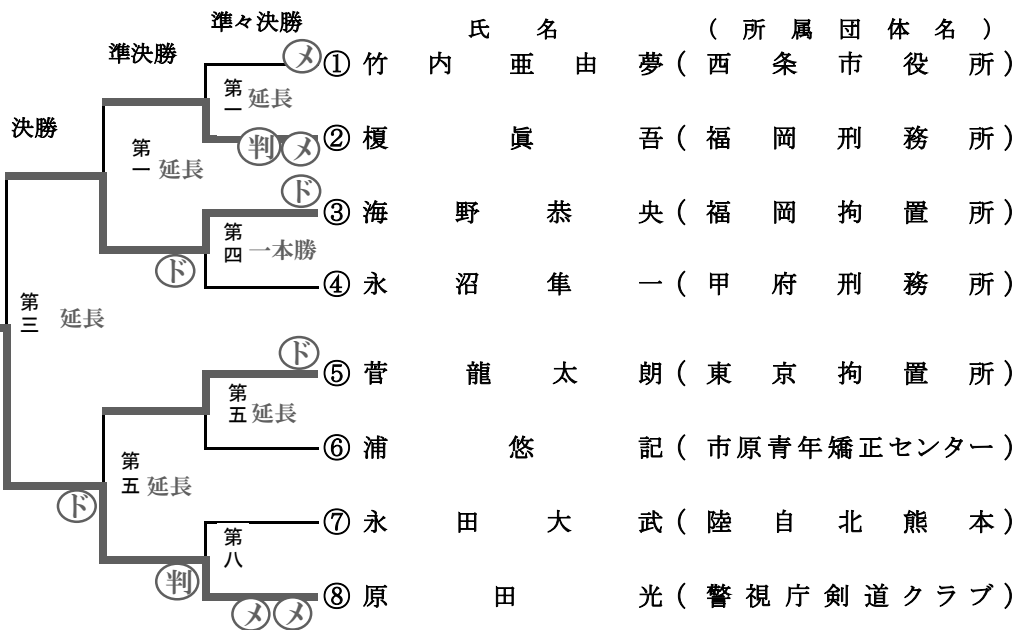 準々決勝
準決勝
決勝
氏名
(所属団体名)
メ ① 竹内亜由夢(西条市役所)
第一 延長
判 メ ② 榎眞吾(福岡刑務所)
第一 延長
ド ③ 海野恭央(福岡拘置所)
第四 一本勝
ド
④ 永沼隼一(甲府刑務所)
第三 延長
ド ⑤ 菅龍太朗(東京拘置所)
第五 延長
⑥ 浦悠記(市原青年矯正センター)
第五 延長
ド
⑦ 永田大武(陸自北熊本)
第八
判
メ メ ⑧ 原田光(警視庁剣道クラブ)